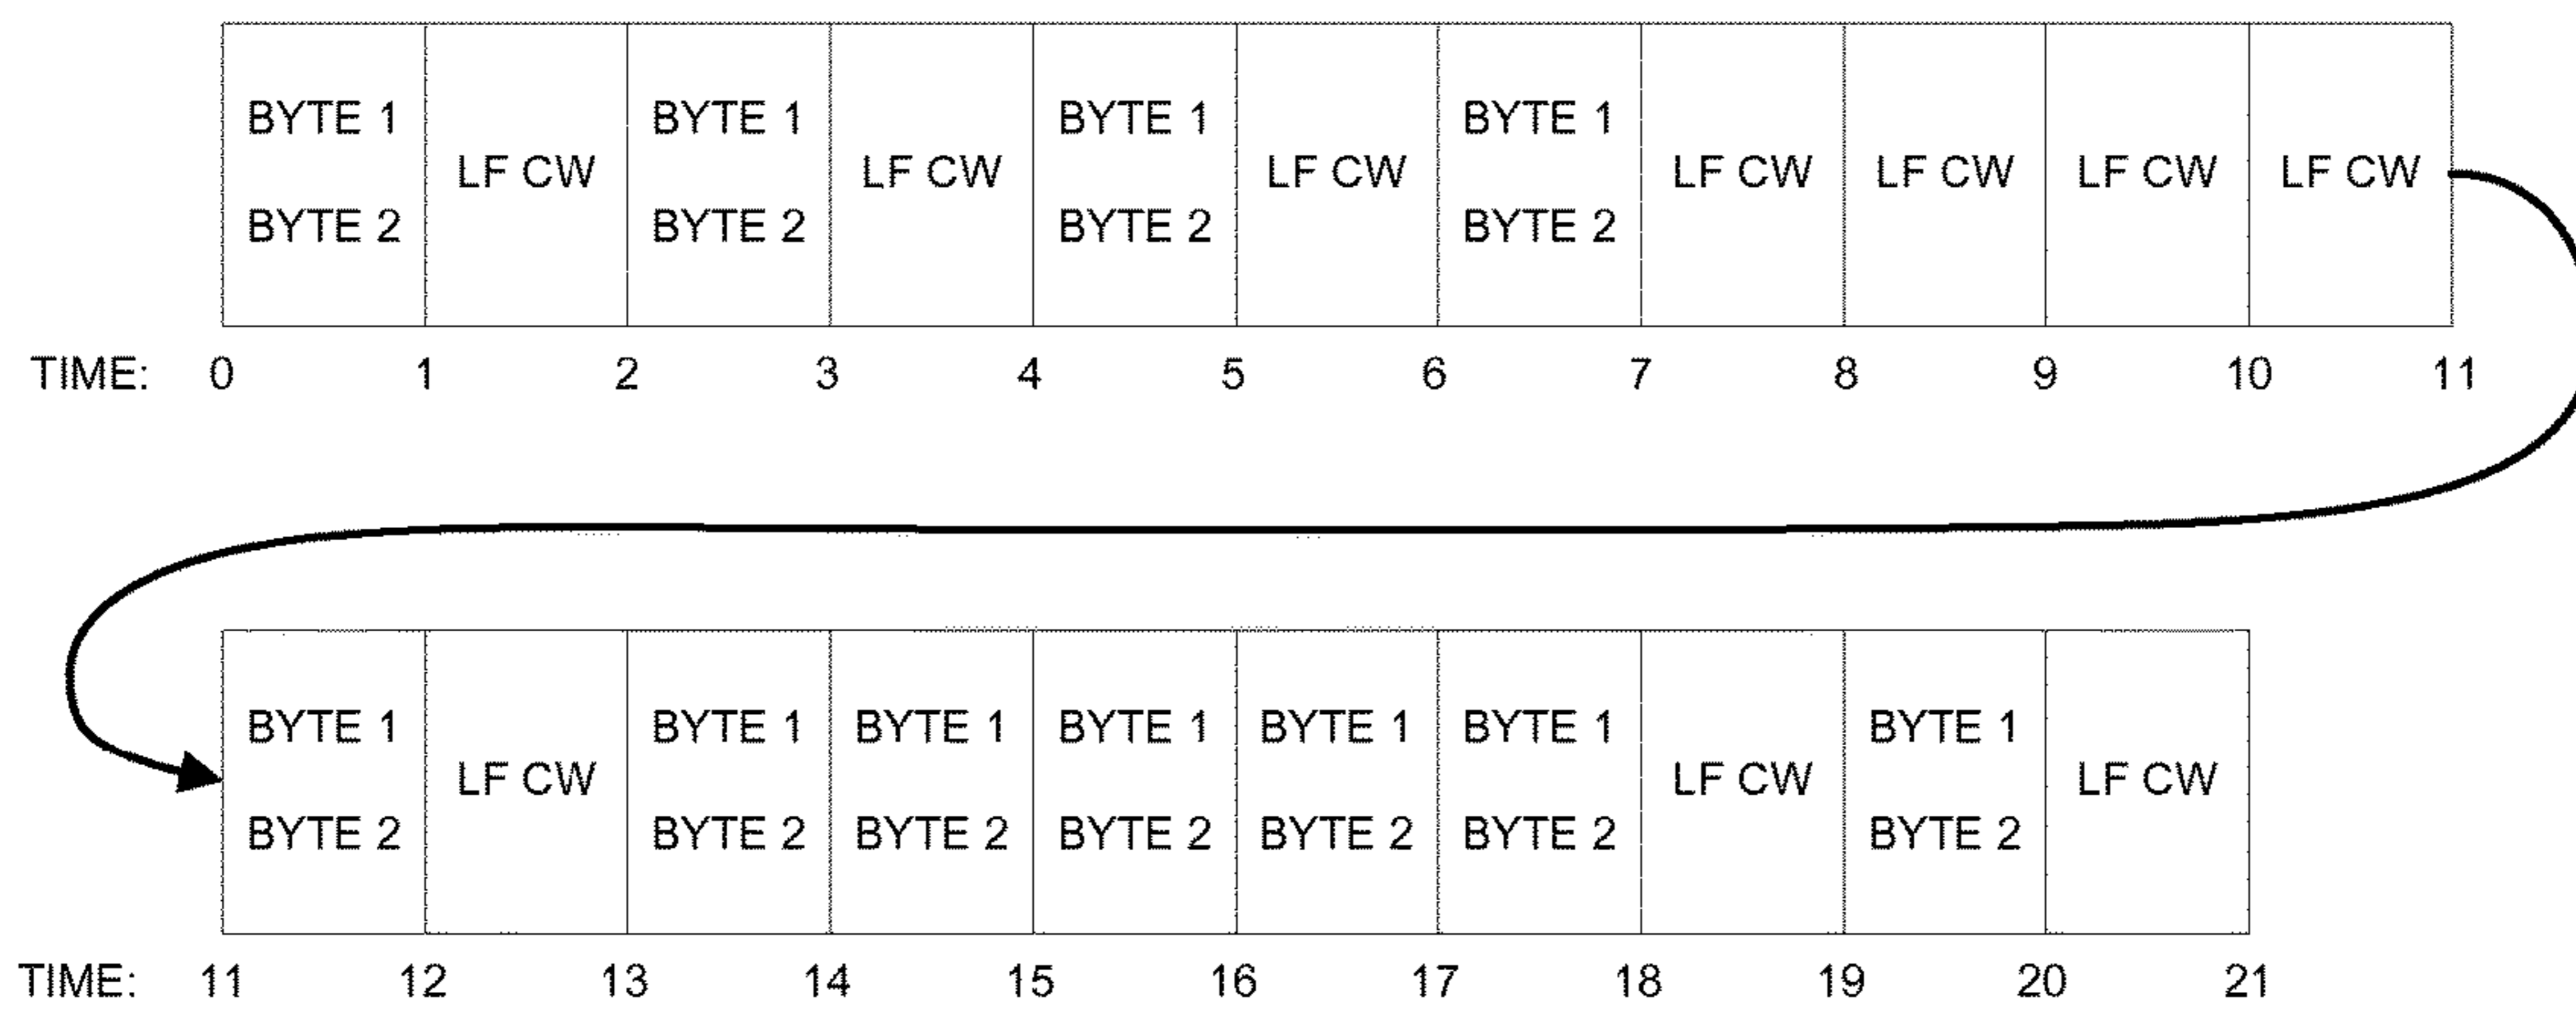 BYTE 1 BYTE 1 BYTE 1 BYTE 1
LF CW LF CW LF CW LF CW LF CW LF CW LF CW
BYTE 2 BYTE 2 BYTE 2 BYTE 2
TIME: 0 1 2 3 4 5 6 7 8 9 10 11
BYTE 1 BYTE 1 BYTE 1 BYTE 1 BYTE 1 BYTE 1 BYTE 1
LF CW LF CW LF CW
BYTE 2 BYTE 2 BYTE 2 BYTE 2 BYTE 2 BYTE 2 BYTE 2
TIME: 11 12 13 14 15 16 17 18 19 20 21